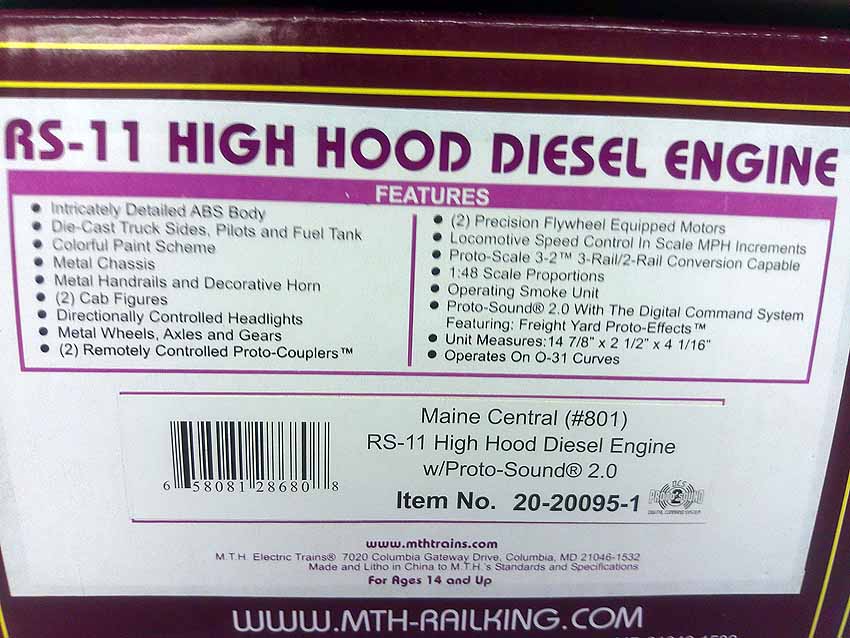 RS-11 HIGH HOOD DIESEL ENGINE
FEATURES
• Intricately Detailed ABS Body
• Die-Cast Truck Sides, Pilots and Fuel Tank
• Colorful Paint Scheme
• Metal Chassis
• Metal Handrails and Decorative Horn
• (2) Cab Figures
• Directionally Controlled Headlights
• Metal Wheels, Axles and Gears
• (2) Remotely Controlled Proto-Couplers™
• (2) Precision Flywheel Equipped Motors
• Locomotive Speed Control In Scale MPH Increments
• Proto-Scale 3-2™ 3-Rail/2-Rail Conversion Capable
• 1:48 Scale Proportions
• Operating Smoke Unit
• Proto-Sound® 2.0 With The Digital Command System
Featuring: Freight Yard Proto-Effects™
• Unit Measures:14 7/8" x 2 1/2" x 4 1/16"
• Operates On O-31 Curves
6 58081 28680 8
Maine Central (#801)
RS-11 High Hood Diesel Engine
w/Proto-Sound® 2.0
Item No. 20-20095-1
DCS
PROTO SOUND
2
DIGITAL COMMAND SYSTEM
www.mthtrains.com
M.T.H. Electric Trains® 7020 Columbia Gateway Drive, Columbia, MD 21046-1532
Made and Litho in China to M.T.H.'s Standards and Specifications
For Ages 14 and Up
WWW.MTH-RAILKING.COM